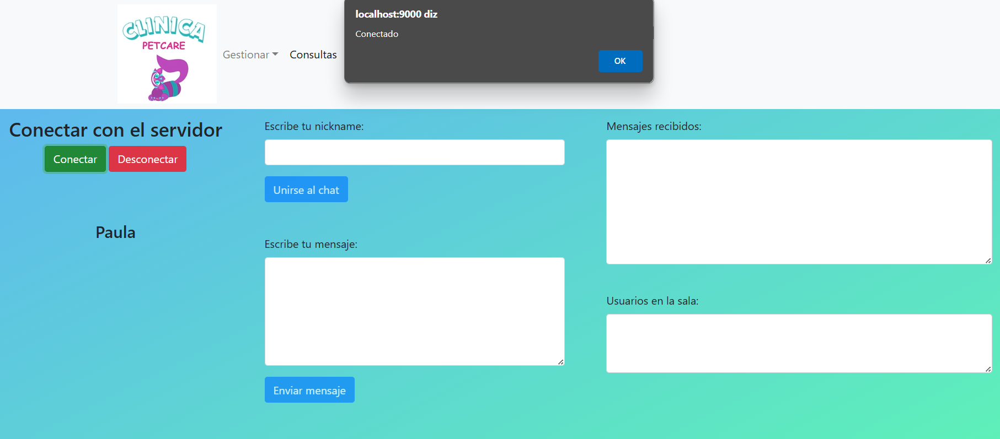 CLINICA
PETCARE
Gestionar
Consultas
localhost:9000 diz
Conectado
OK
Conectar con el servidor
Conectar
Desconectar
Paula
Escribe tu nickname:
Unirse al chat
Escribe tu mensaje:
Enviar mensaje
Mensajes recibidos:
Usuarios en la sala: